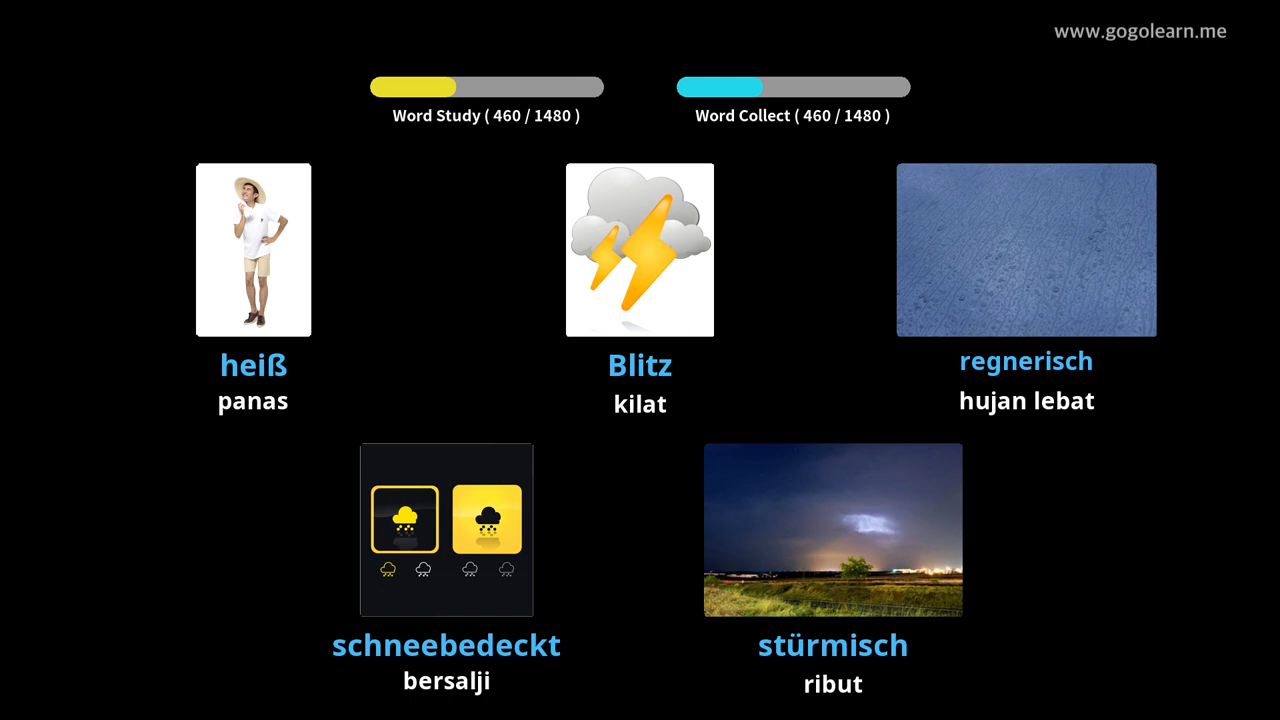 www.gogolearn.me
Word Study ( 460 / 1480 )
Word Collect ( 460 / 1480 )
heiß
panas
Blitz
kilat
regnerisch
hujan lebat
schneebedeckt
bersalji
stürmisch
ribut